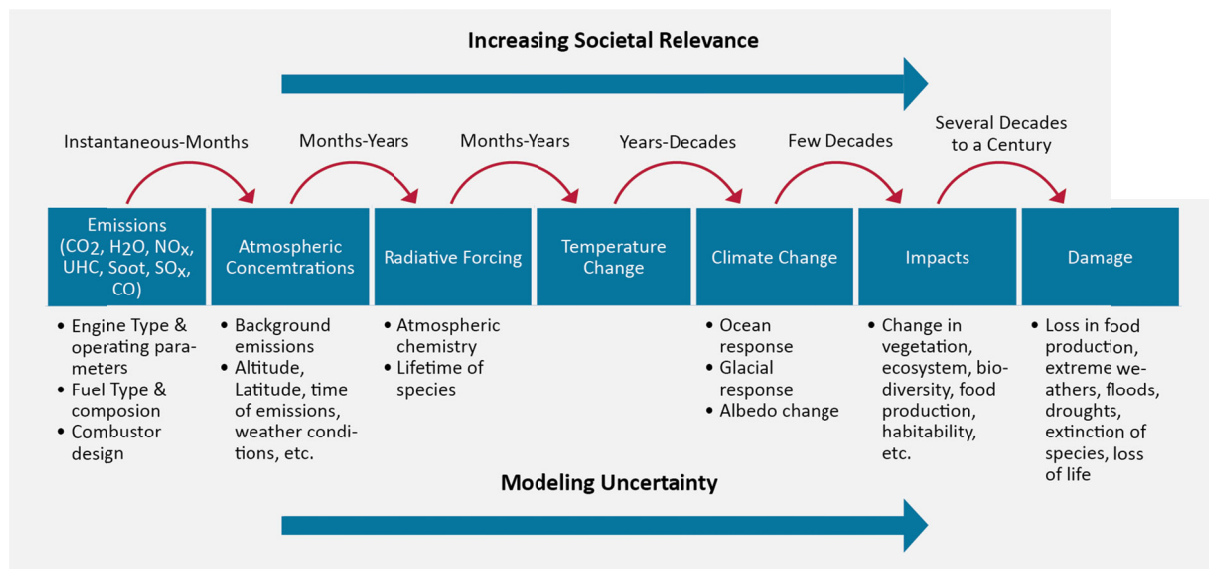 Increasing Societal Relevance
Instantaneous-Months
Months-Years
Months-Years
Years-Decades
Few Decades
Several Decades
to a Century
Emissions
(CO2, H2O, NOx,
UHC, Soot, SOx,
CO)
Atmospheric
Concemtrations
Radiative Forcing
Temperature
Change
Climate Change
Impacts
Damage
• Engine Type &
operating para-
meters
• Fuel Type &
composion
• Combustor
design
• Background
emissions
• Altitude,
Latitude, time
of emissions,
weather condi-
tions, etc.
• Atmospheric
chemistry
• Lifetime of
species
• Ocean
response
• Glacial
response
• Albedo change
• Change in
vegetation,
ecosystem, bio-
diversity, food
production,
habitability,
etc.
• Loss in food
production,
extreme we-
athers, floods,
droughts,
extinction of
species, loss
of life
Modeling Uncertainty